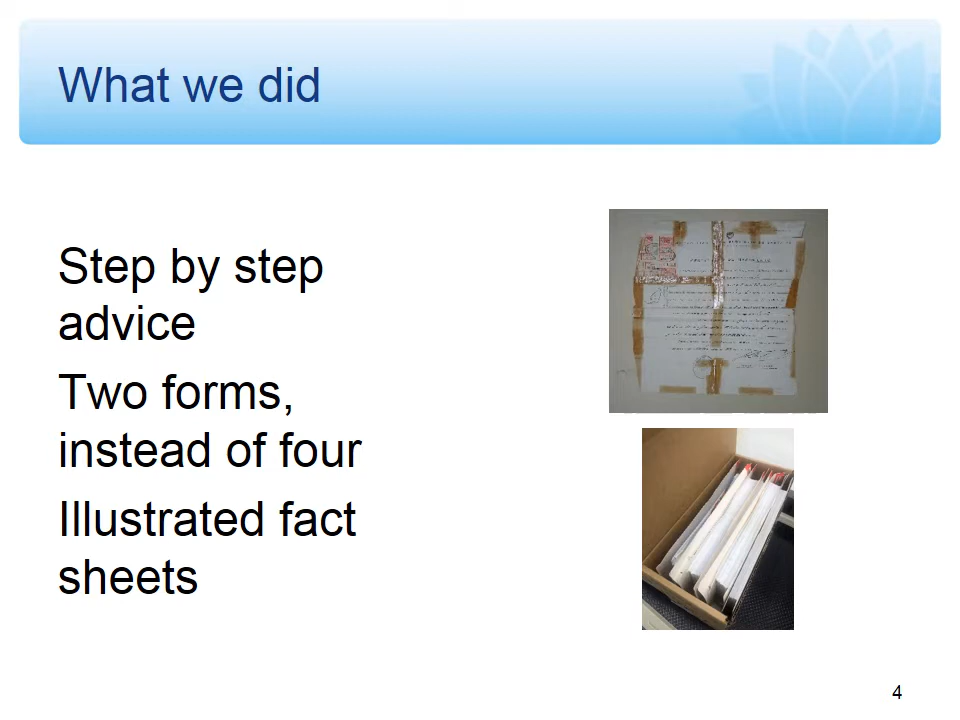 What we did
Step by step
advice
Two forms,
instead of four
Illustrated fact
sheets
4